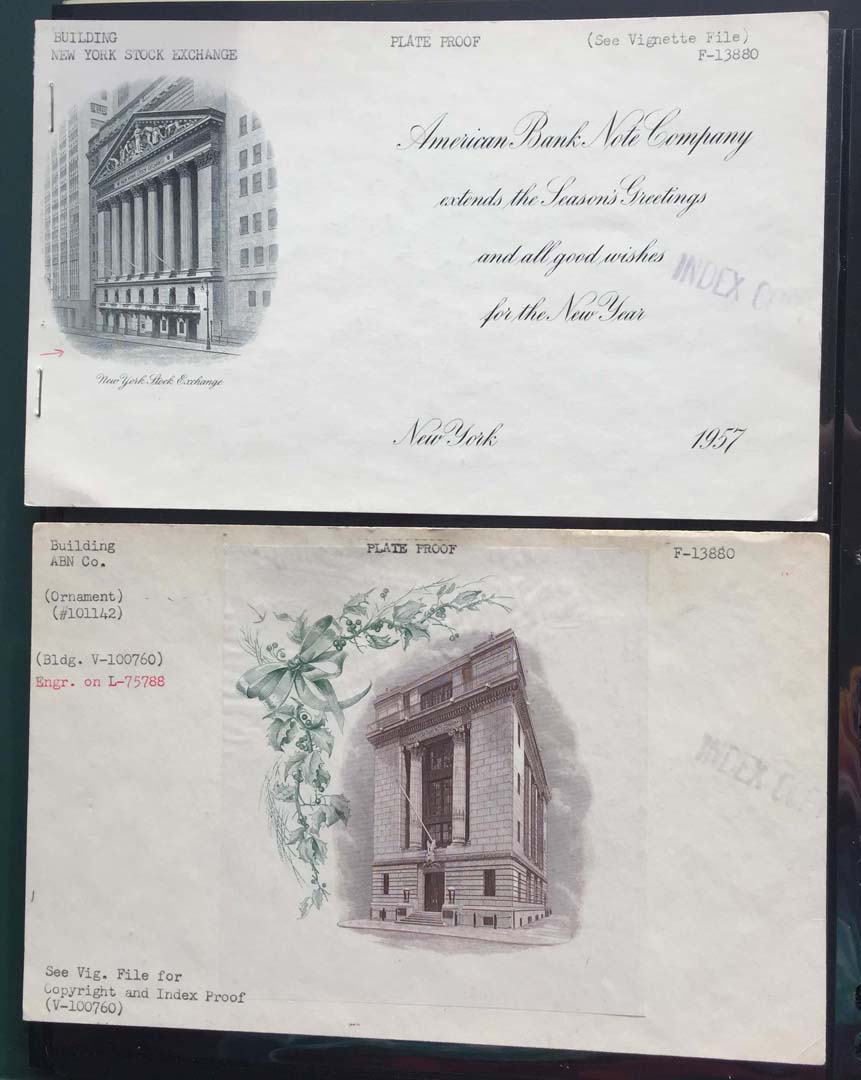 BUILDING
NEW YORK STOCK EXCHANGE
PLATE PROOF
(See Vignette File)
F-13880
American Bank Note Company
extends the Season's Greetings
and all good wishes
for the New Year
INDEX
New York Stock Exchange
New York
1957
Building
ABN Co.
PLATE PROOF
F-13880
(Ornament)
(#101142)
(Bldg. V-100760)
Engr. on L-75788
INDEX
See Vig. File for
Copyright and Index Proof
(V-100760)